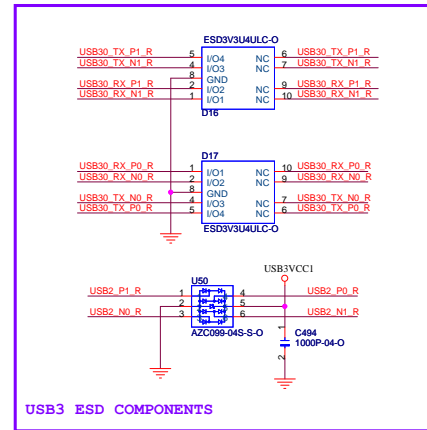 ESD3V3U4ULC-O
USB30_TX_P1_R 5 I/O4 NC 6 USB30_TX_P1_R
USB30_TX_N1_R 4 I/O3 NC 7 USB30_TX_N1_R
8 GND
USB30_RX_P1_R 2 I/O2 NC 9 USB30_RX_P1_R
USB30_RX_N1_R 1 I/O1 NC 10 USB30_RX_N1_R
D16
D17
USB30_RX_P0_R 1 I/O1 NC 10 USB30_RX_P0_R
USB30_RX_N0_R 2 I/O2 NC 9 USB30_RX_N0_R
8 GND
USB30_TX_N0_R 4 I/O3 NC 7 USB30_TX_N0_R
USB30_TX_P0_R 5 I/O4 NC 6 USB30_TX_P0_R
ESD3V3U4ULC-O
USB3VCC1
U50
USB2_P1_R 1 4 USB2_P0_R
2 5
USB2_N0_R 3 6 USB2_N1_R
AZC099-04S-S-O
1 C494
1000P-04-O
2
USB3 ESD COMPONENTS